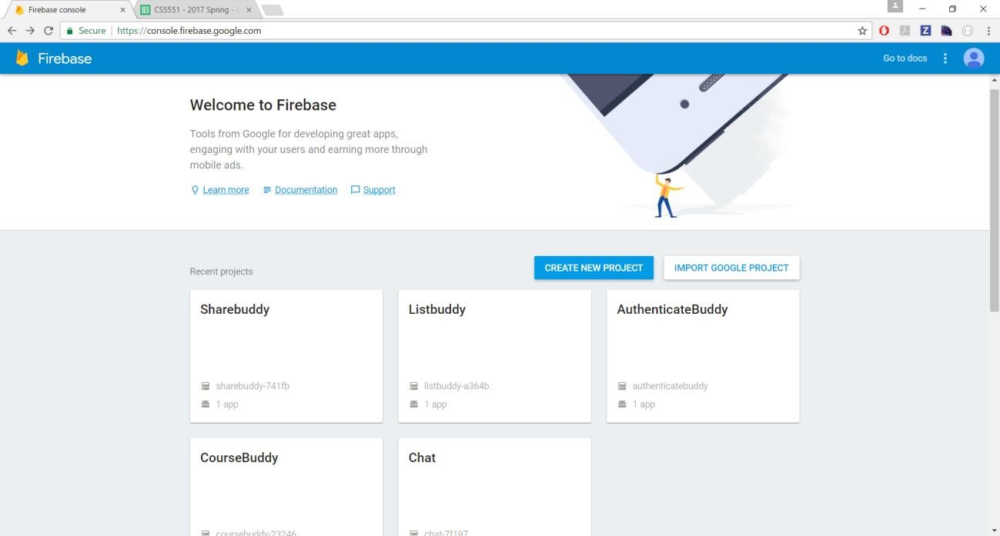 Firebase console
CS5551 - 2017 Spring -
Secure
https://console.firebase.google.com
Firebase
Go to docs
Welcome to Firebase
Tools from Google for developing great apps,
engaging with your users and earning more through
mobile ads.
Learn more
Documentation
Support
Recent projects
CREATE NEW PROJECT
IMPORT GOOGLE PROJECT
Sharebuddy
sharebuddy-741fb
1 app
Listbuddy
listbuddy-a364b
1 app
AuthenticateBuddy
authenticatebuddy
1 app
CourseBuddy
coursebuddy-23246
Chat
chat-7f197